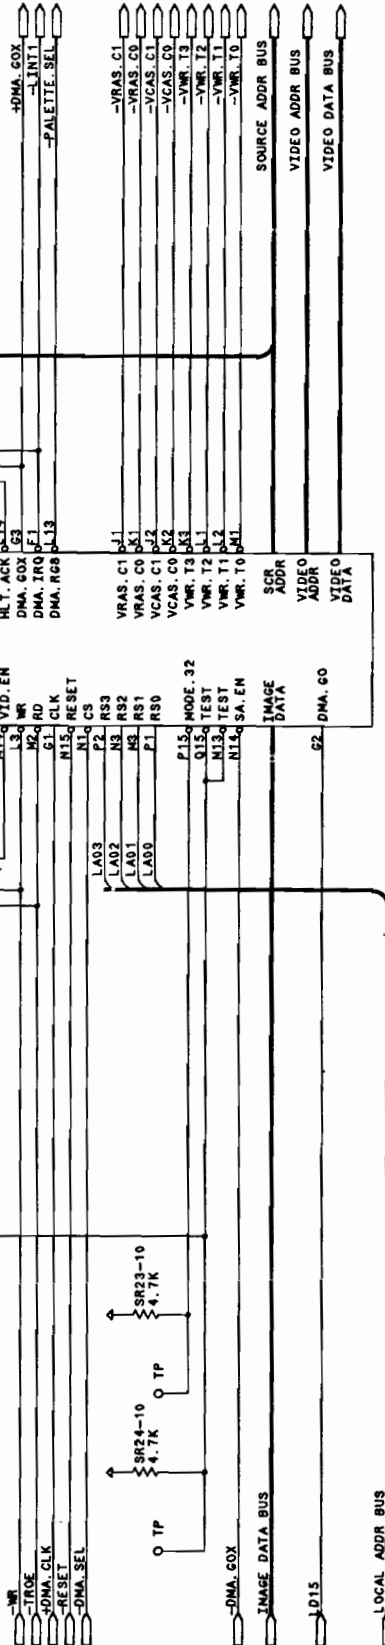 +DMA. GOX
-LINT1
-PALETTE. SEL
-VRAS. C1
-VRAS. C0
-VCAS. C1
-VCAS. C0
-VWR. T3
-VWR. T2
-VWR. T1
-VWR. T0
SOURCE ADDR BUS
VIDEO ADDR BUS
VIDEO DATA BUS
HLT. ACK
G3
DMA. GOX
F1
DMA. IRQ
L13
DMA. RGB
J1
VRAS. C1
K1
VRAS. C0
J2
VCAS. C1
K2
VCAS. C0
K3
VWR. T3
L1
VWR. T2
L2
VWR. T1
M1
VWR. T0
SCR
ADDR
VIDEO
ADDR
VIDEO
DATA
VID. EN
L3
WR
M2
RD
G1
CLK
N15
RESET
N1
CS
P2
RS3
N3
RS2
M3
RS1
P1
RS0
P15
MODE. 32
Q15
TEST
M13
TEST
N14
SA. EN
IMAGE
DATA
G2
DMA. GO
LA03
LA02
LA01
LA00
SR23-10
4.7K
TP
SR24-10
4.7K
TP
-WR
-TROE
+DMA. CLK
-RESET
-DMA. SEL
-DMA. GOX
IMAGE DATA BUS
LD15
LOCAL ADDR BUS